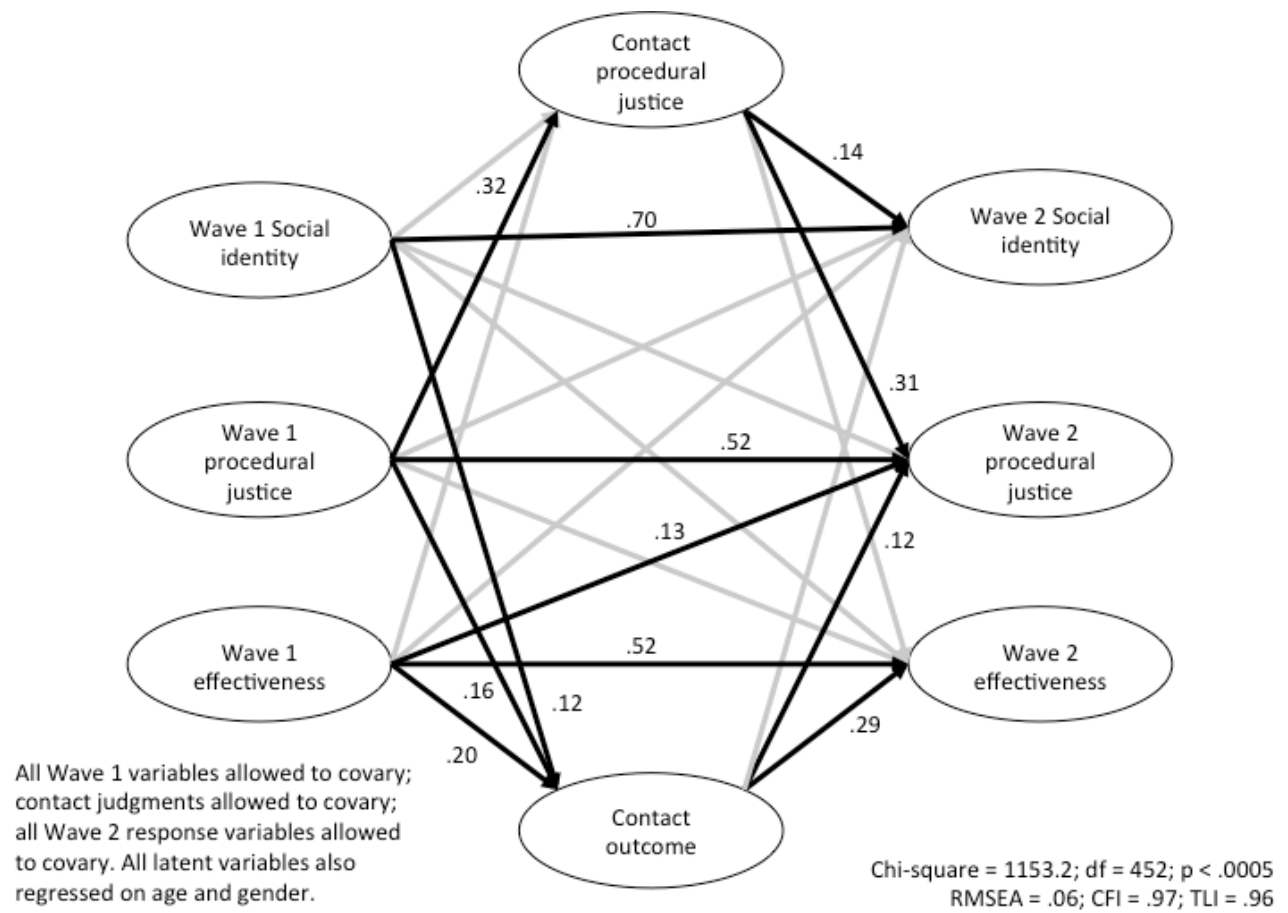 Contact
procedural
justice
.14
.32
Wave 1 Social
identity
.70
Wave 2 Social
identity
.31
Wave 1
procedural
justice
.52
Wave 2
procedural
justice
.13
.12
Wave 1
effectiveness
.52
Wave 2
effectiveness
.16
.12
.20
.29
Contact
outcome
All Wave 1 variables allowed to covary;
contact judgments allowed to covary;
all Wave 2 response variables allowed
to covary. All latent variables also
regressed on age and gender.
Chi-square = 1153.2; df = 452; p < .0005
RMSEA = .06; CFI = .97; TLI = .96